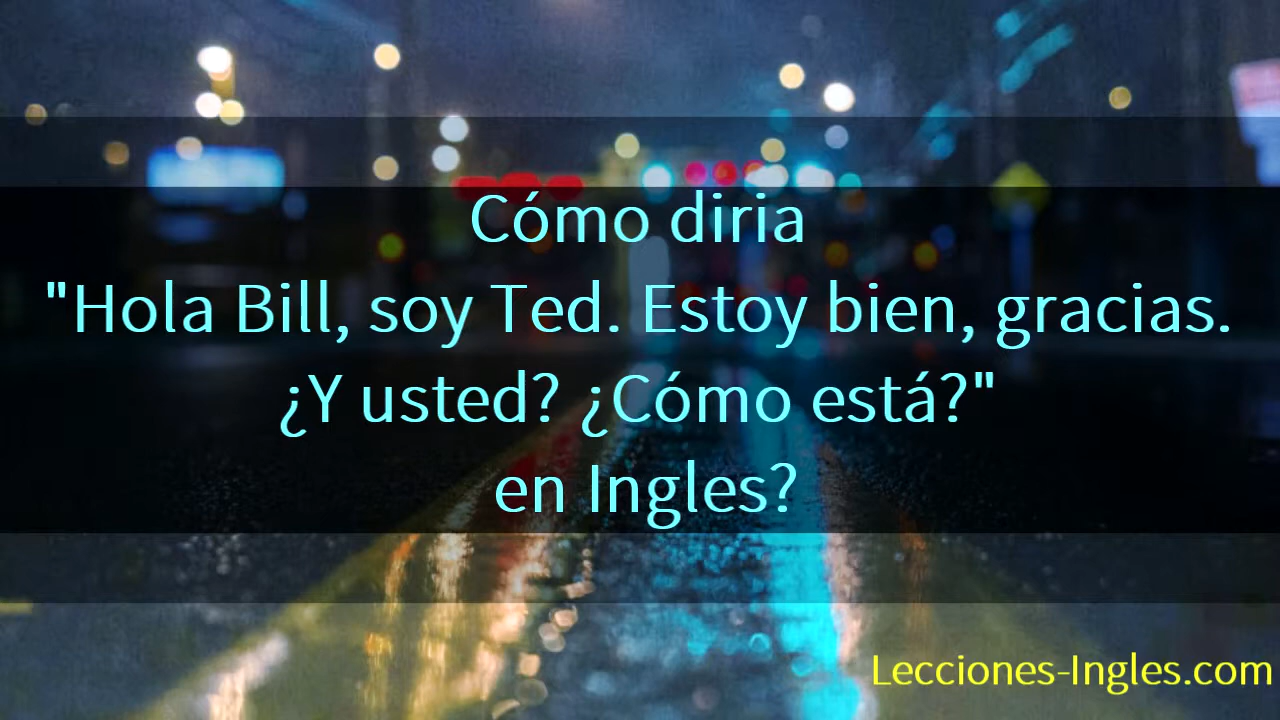 Cómo diria
"Hola Bill, soy Ted. Estoy bien, gracias.
¿Y usted? ¿Cómo está?"
en Ingles?
Lecciones-Ingles.com